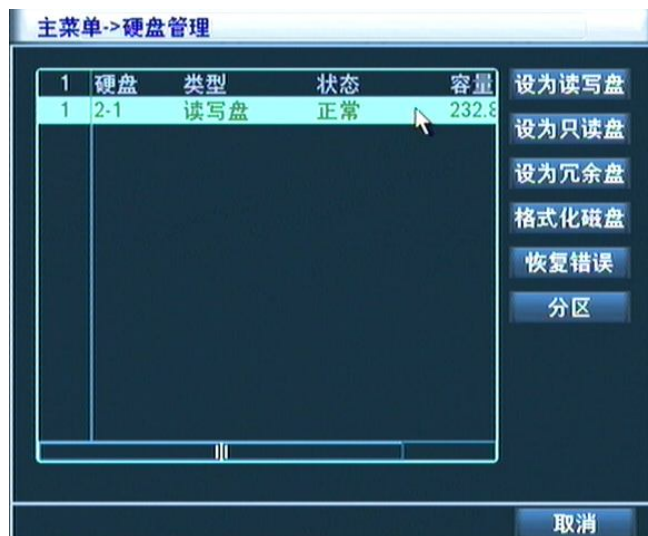 主菜单->硬盘管理
1 硬盘 类型 状态 容量
1 2-1 读写盘 正常 232.8
设为读写盘
设为只读盘
设为冗余盘
格式化磁盘
恢复错误
分区
取消